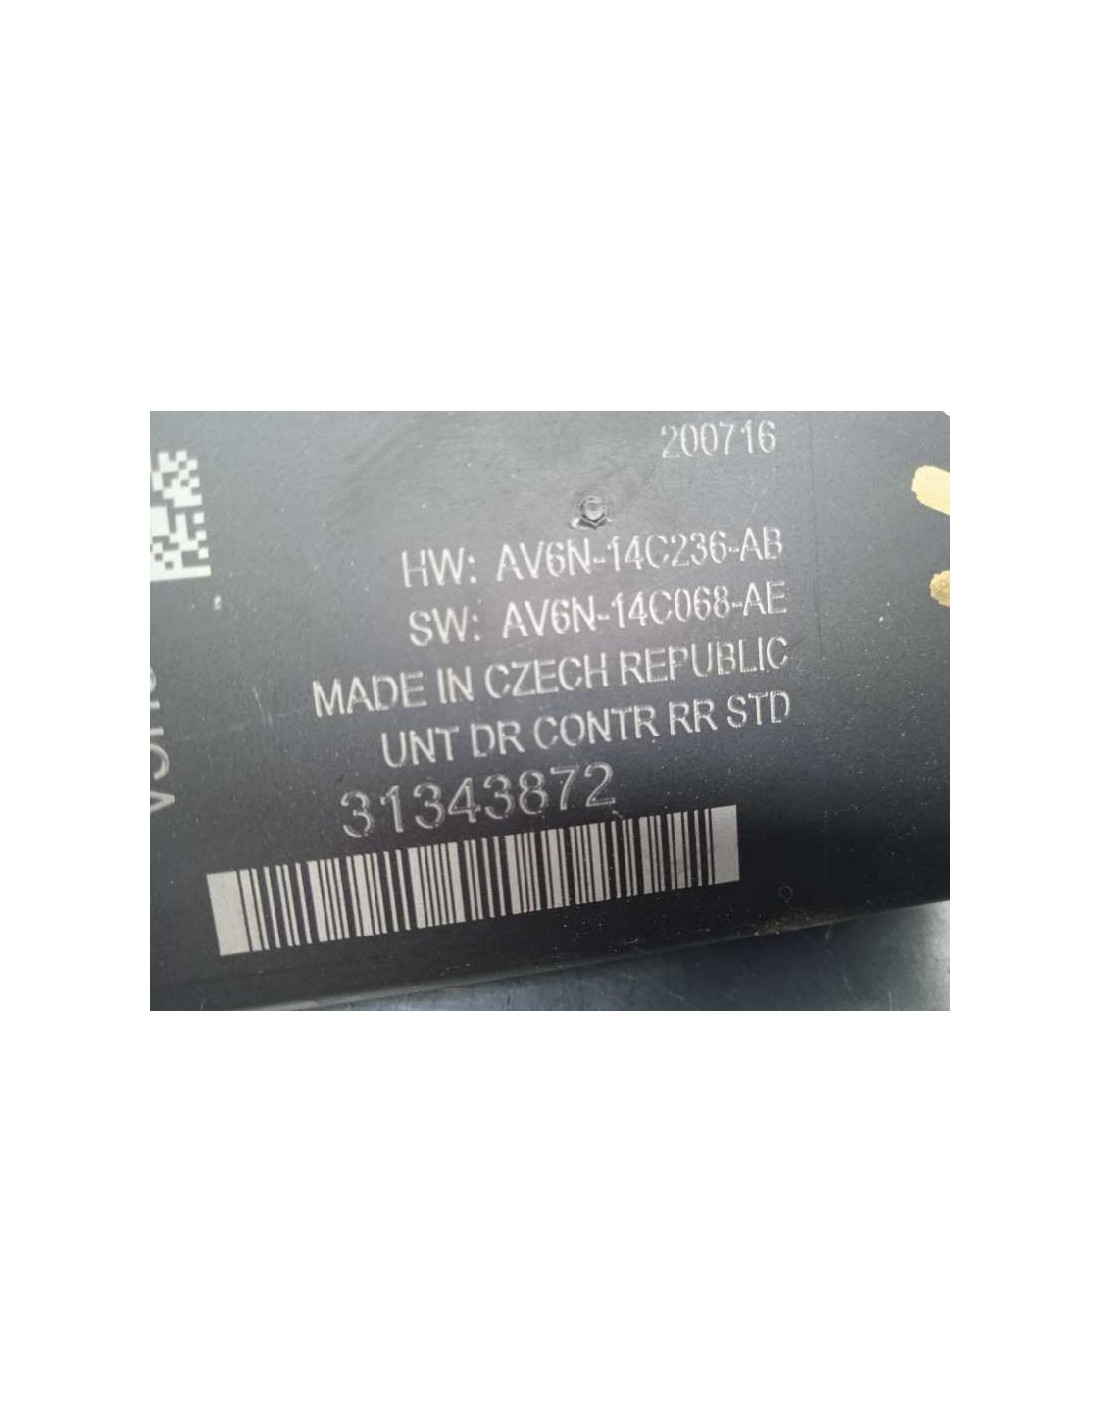 200716
HW: AV6N-14C236-AB
SW: AV6N-14C068-AE
MADE IN CZECH REPUBLIC
UNT DR CONTR RR STD
31343872